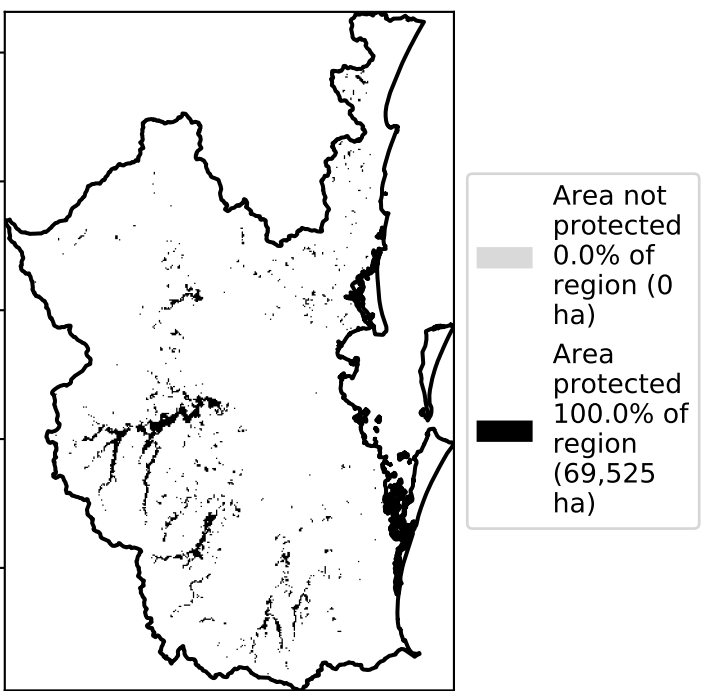 Area not
protected
0.0% of
region (0
ha)
Area
protected
100.0% of
region
(69,525
ha)